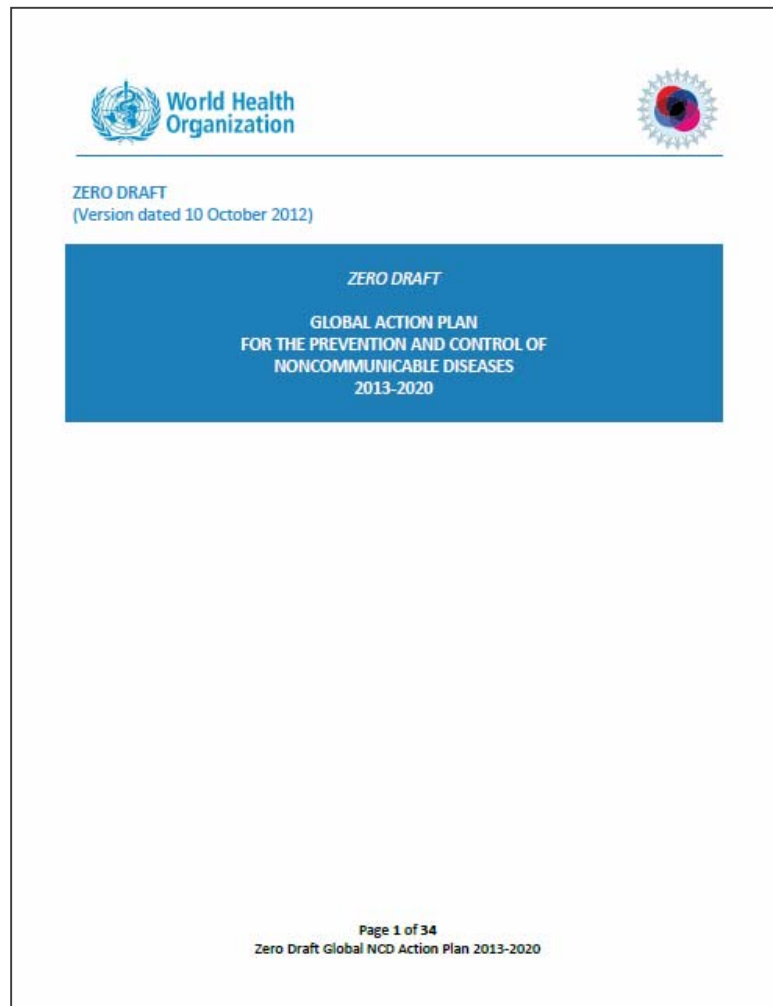 World Health
Organization
ZERO DRAFT
(Version dated 10 October 2012)
ZERO DRAFT
GLOBAL ACTION PLAN
FOR THE PREVENTION AND CONTROL OF
NONCOMMUNICABLE DISEASES
2013-2020
Page 1 of 34
Zero Draft Global NCD Action Plan 2013-2020